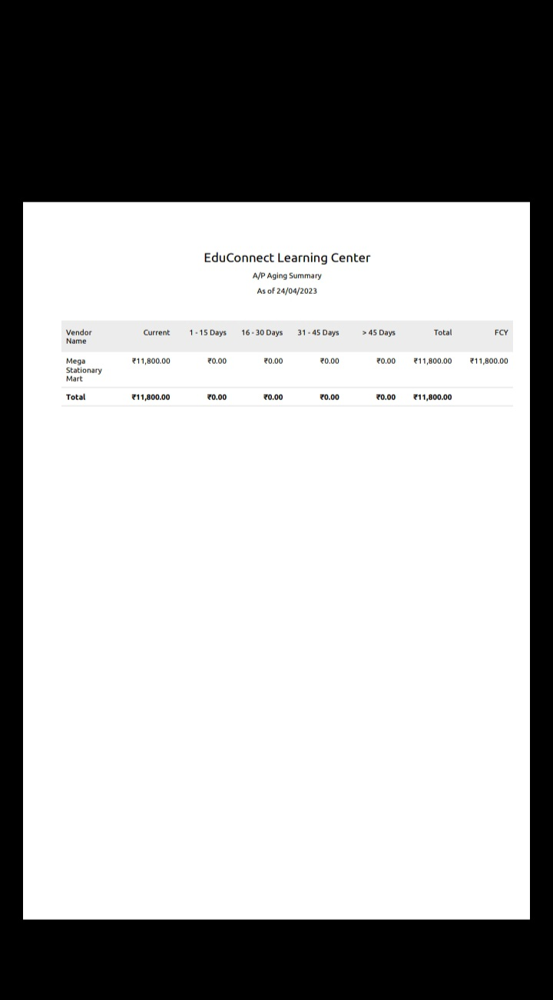 EduConnect Learning Center
A/P Aging Summary
As of 24/04/2023
Vendor Name Current 1 - 15 Days 16 - 30 Days 31 - 45 Days > 45 Days Total FCY
Mega Stationary Mart ₹11,800.00 ₹0.00 ₹0.00 ₹0.00 ₹0.00 ₹11,800.00 ₹11,800.00
Total ₹11,800.00 ₹0.00 ₹0.00 ₹0.00 ₹0.00 ₹11,800.00